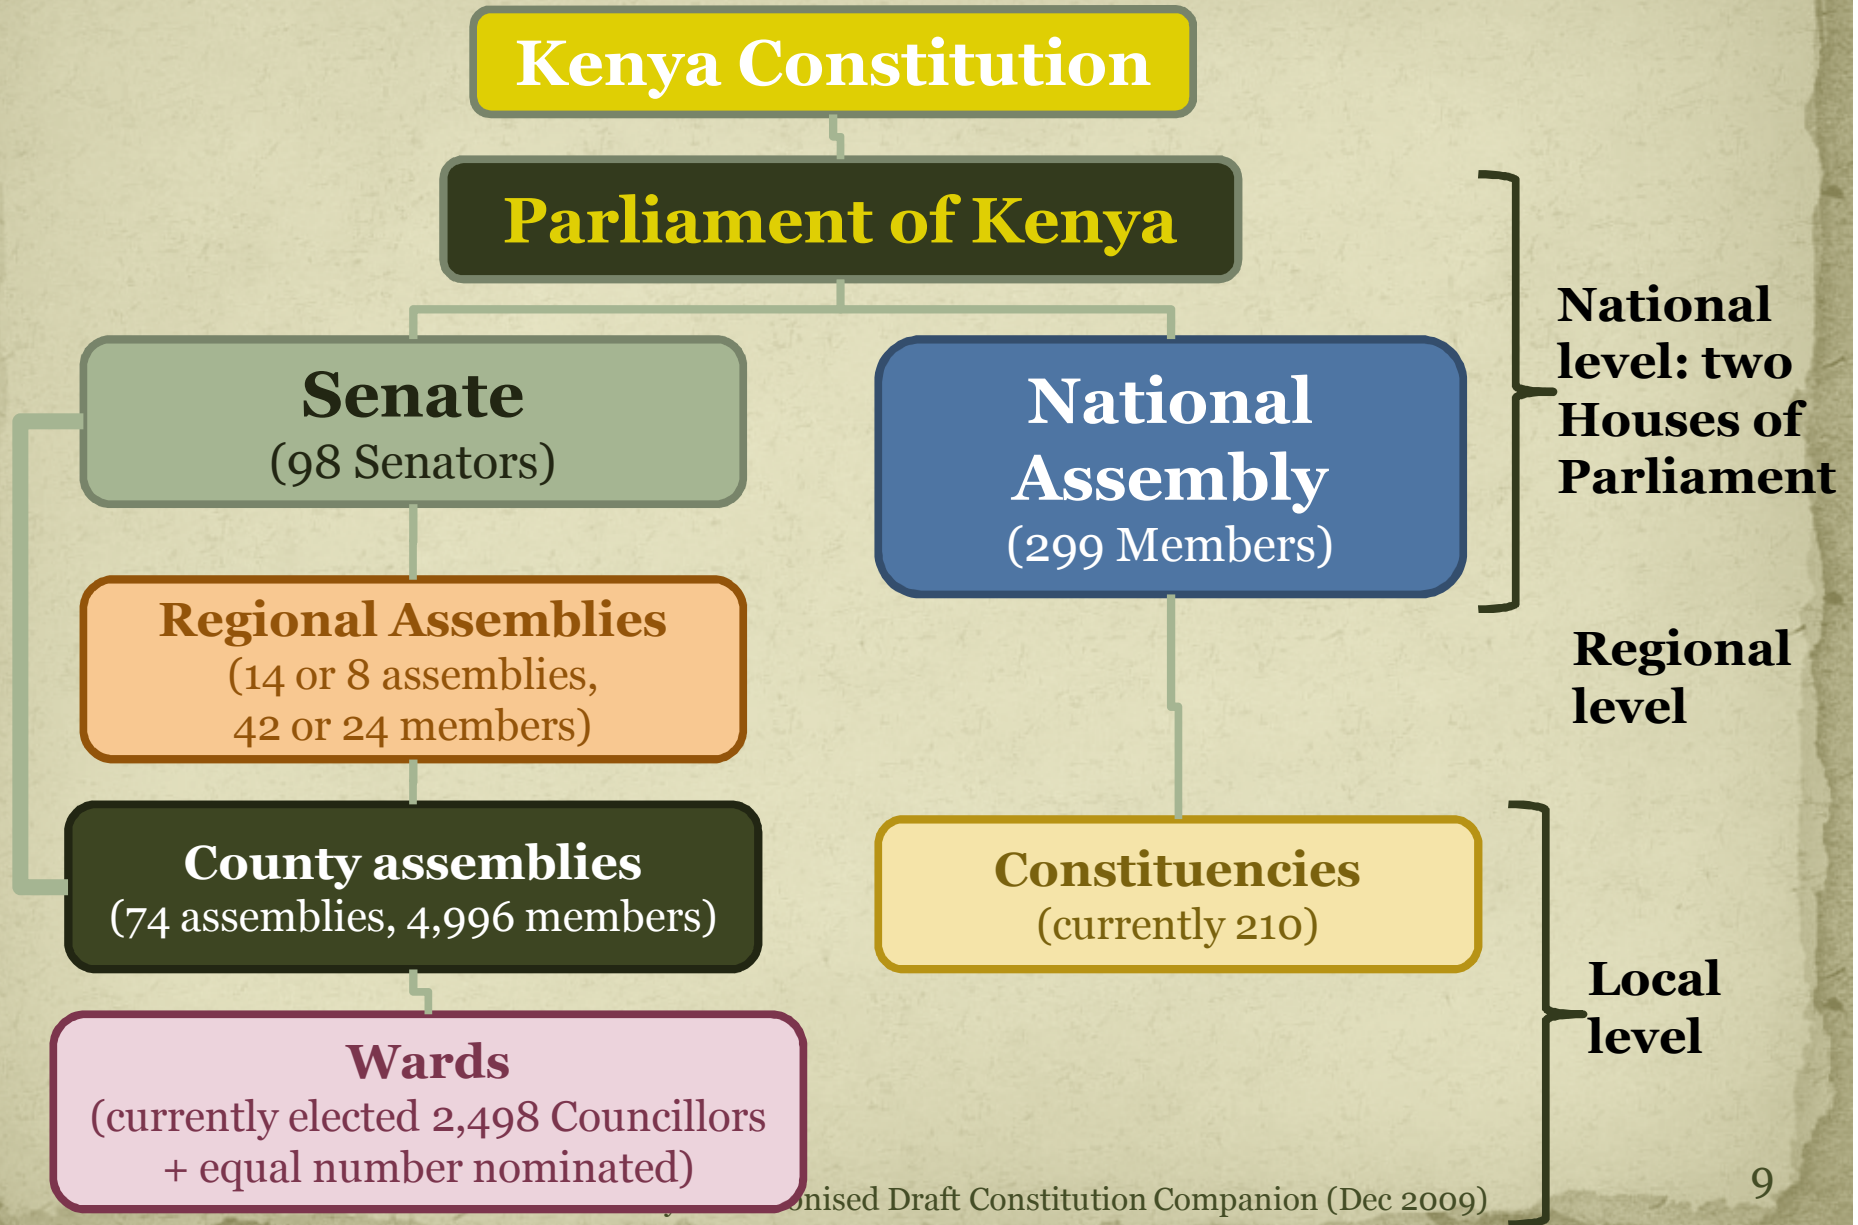 Kenya Constitution
Parliament of Kenya
Senate
(98 Senators)
National
Assembly
(299 Members)
National
level: two
Houses of
Parliament
Regional Assemblies
(14 or 8 assemblies,
42 or 24 members)
Regional
level
County assemblies
(74 assemblies, 4,996 members)
Constituencies
(currently 210)
Local
level
Wards
(currently elected 2,498 Councillors
+ equal number nominated)
Draft Constitution Companion (Dec 2009)
9